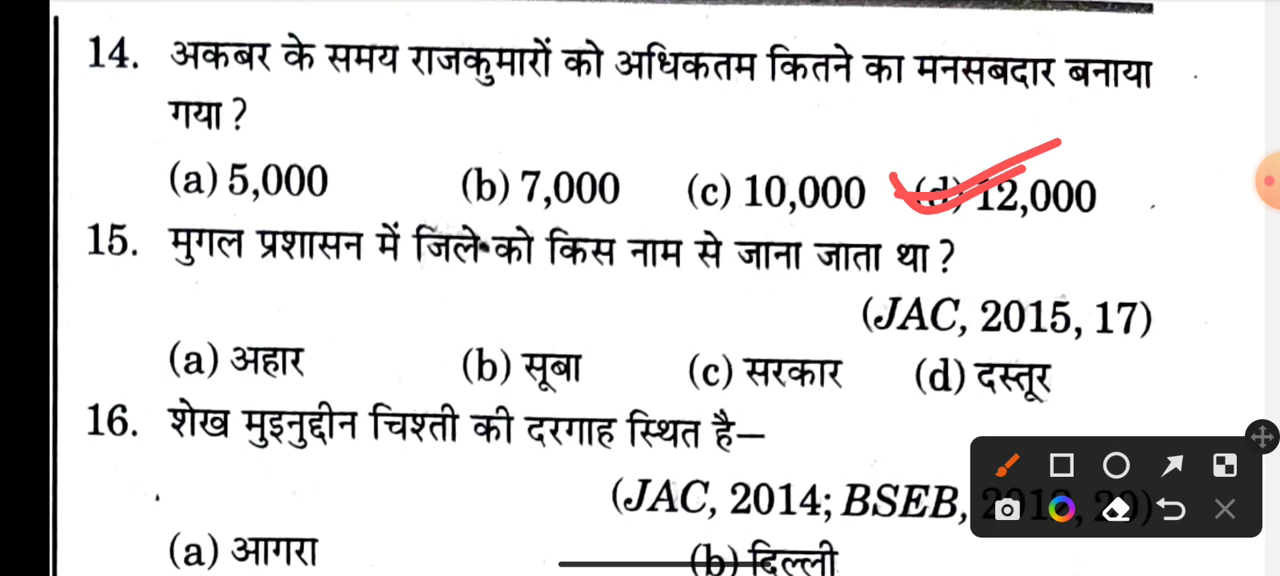 14. अकबर के समय राजकुमारों को अधिकतम कितने का मनसबदार बनाया
गया ?
(a) 5,000 (b) 7,000 (c) 10,000 (d) 12,000
15. मुगल प्रशासन में जिले को किस नाम से जाना जाता था ?
(JAC, 2015, 17)
(a) अहार (b) सूबा (c) सरकार (d) दस्तूर
16. शेख मुइनुद्दीन चिश्ती की दरगाह स्थित है—
(JAC, 2014; BSEB,
(a) आगरा (b) दिल्ली